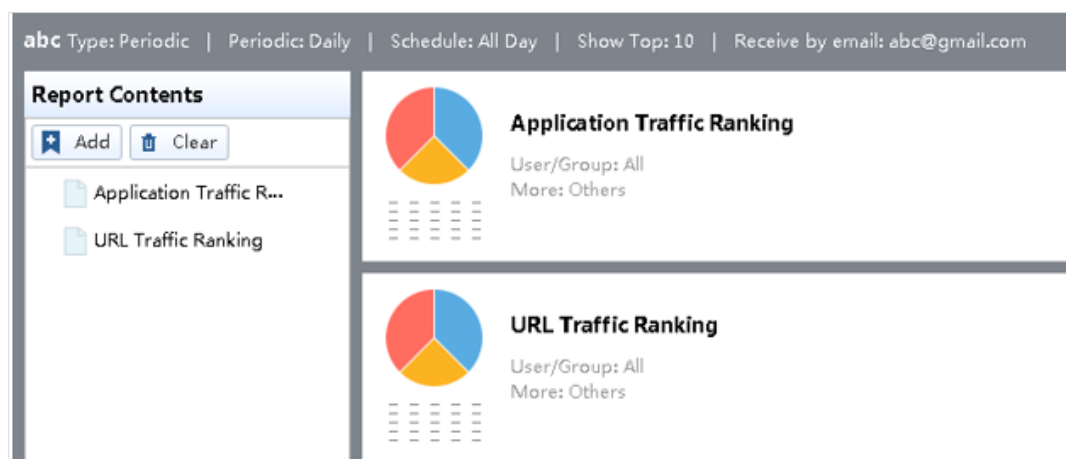 abc Type: Periodic | Periodic: Daily | Schedule: All Day | Show Top: 10 | Receive by email: abc@gmail.com
Report Contents
Add Clear
Application Traffic R...
URL Traffic Ranking
Application Traffic Ranking
User/Group: All
More: Others
URL Traffic Ranking
User/Group: All
More: Others